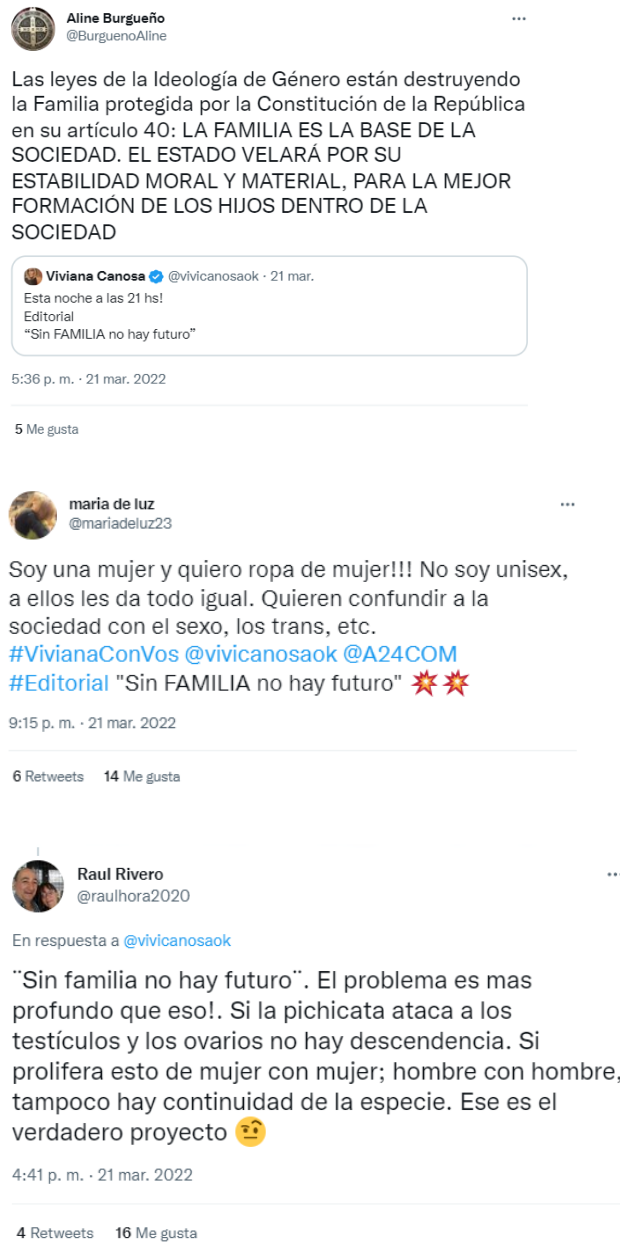 Aline Burgueño
@BurguenoAline
Las leyes de la Ideología de Género están destruyendo
la Familia protegida por la Constitución de la República
en su artículo 40: LA FAMILIA ES LA BASE DE LA
SOCIEDAD. EL ESTADO VELARÁ POR SU
ESTABILIDAD MORAL Y MATERIAL, PARA LA MEJOR
FORMACIÓN DE LOS HIJOS DENTRO DE LA
SOCIEDAD
Viviana Canosa @vivicanosaok · 21 mar.
Esta noche a las 21 hs!
Editorial
“Sin FAMILIA no hay futuro”
5:36 p. m. · 21 mar. 2022
5 Me gusta
maria de luz
@mariadeluz23
Soy una mujer y quiero ropa de mujer!!! No soy unisex,
a ellos les da todo igual. Quieren confundir a la
sociedad con el sexo, los trans, etc.
#VivianaConVos @vivicanosaok @A24COM
#Editorial "Sin FAMILIA no hay futuro" 💥💥
9:15 p. m. · 21 mar. 2022
6 Retweets 14 Me gusta
Raul Rivero
@raulhora2020
En respuesta a @vivicanosaok
¨Sin familia no hay futuro¨. El problema es mas
profundo que eso!. Si la pichicata ataca a los
testículos y los ovarios no hay descendencia. Si
prolifera esto de mujer con mujer; hombre con hombre,
tampoco hay continuidad de la especie. Ese es el
verdadero proyecto 🤨
4:41 p. m. · 21 mar. 2022
4 Retweets 16 Me gusta